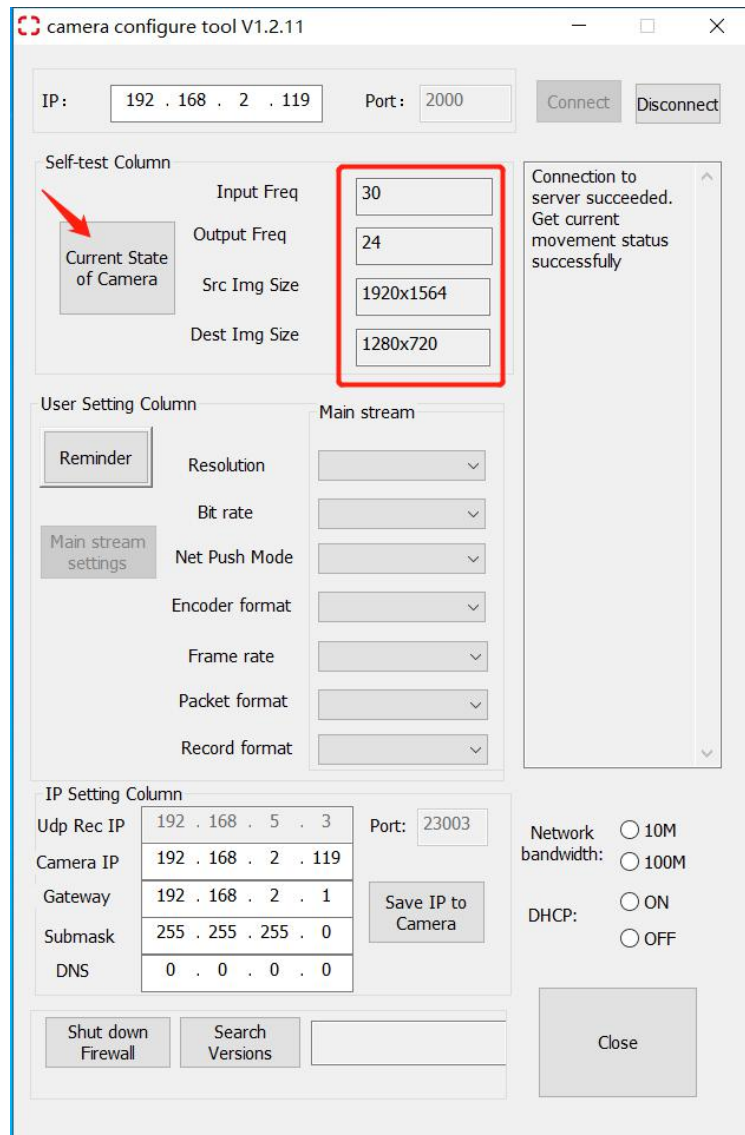 camera configure tool V1.2.11
IP: 192 . 168 . 2 . 119 Port: 2000 Connect Disconnect
Self-test Column
Current State
of Camera
Input Freq 30
Output Freq 24
Src Img Size 1920x1564
Dest Img Size 1280x720
Connection to
server succeeded.
Get current
movement status
successfully
User Setting Column
Main stream
Reminder
Resolution
Bit rate
Main stream
settings
Net Push Mode
Encoder format
Frame rate
Packet format
Record format
IP Setting Column
Udp Rec IP 192 . 168 . 5 . 3 Port: 23003
Camera IP 192 . 168 . 2 . 119
Gateway 192 . 168 . 2 . 1
Submask 255 . 255 . 255 . 0
DNS 0 . 0 . 0 . 0
Save IP to
Camera
Network
bandwidth:
10M
100M
DHCP:
ON
OFF
Shut down
Firewall
Search
Versions
Close